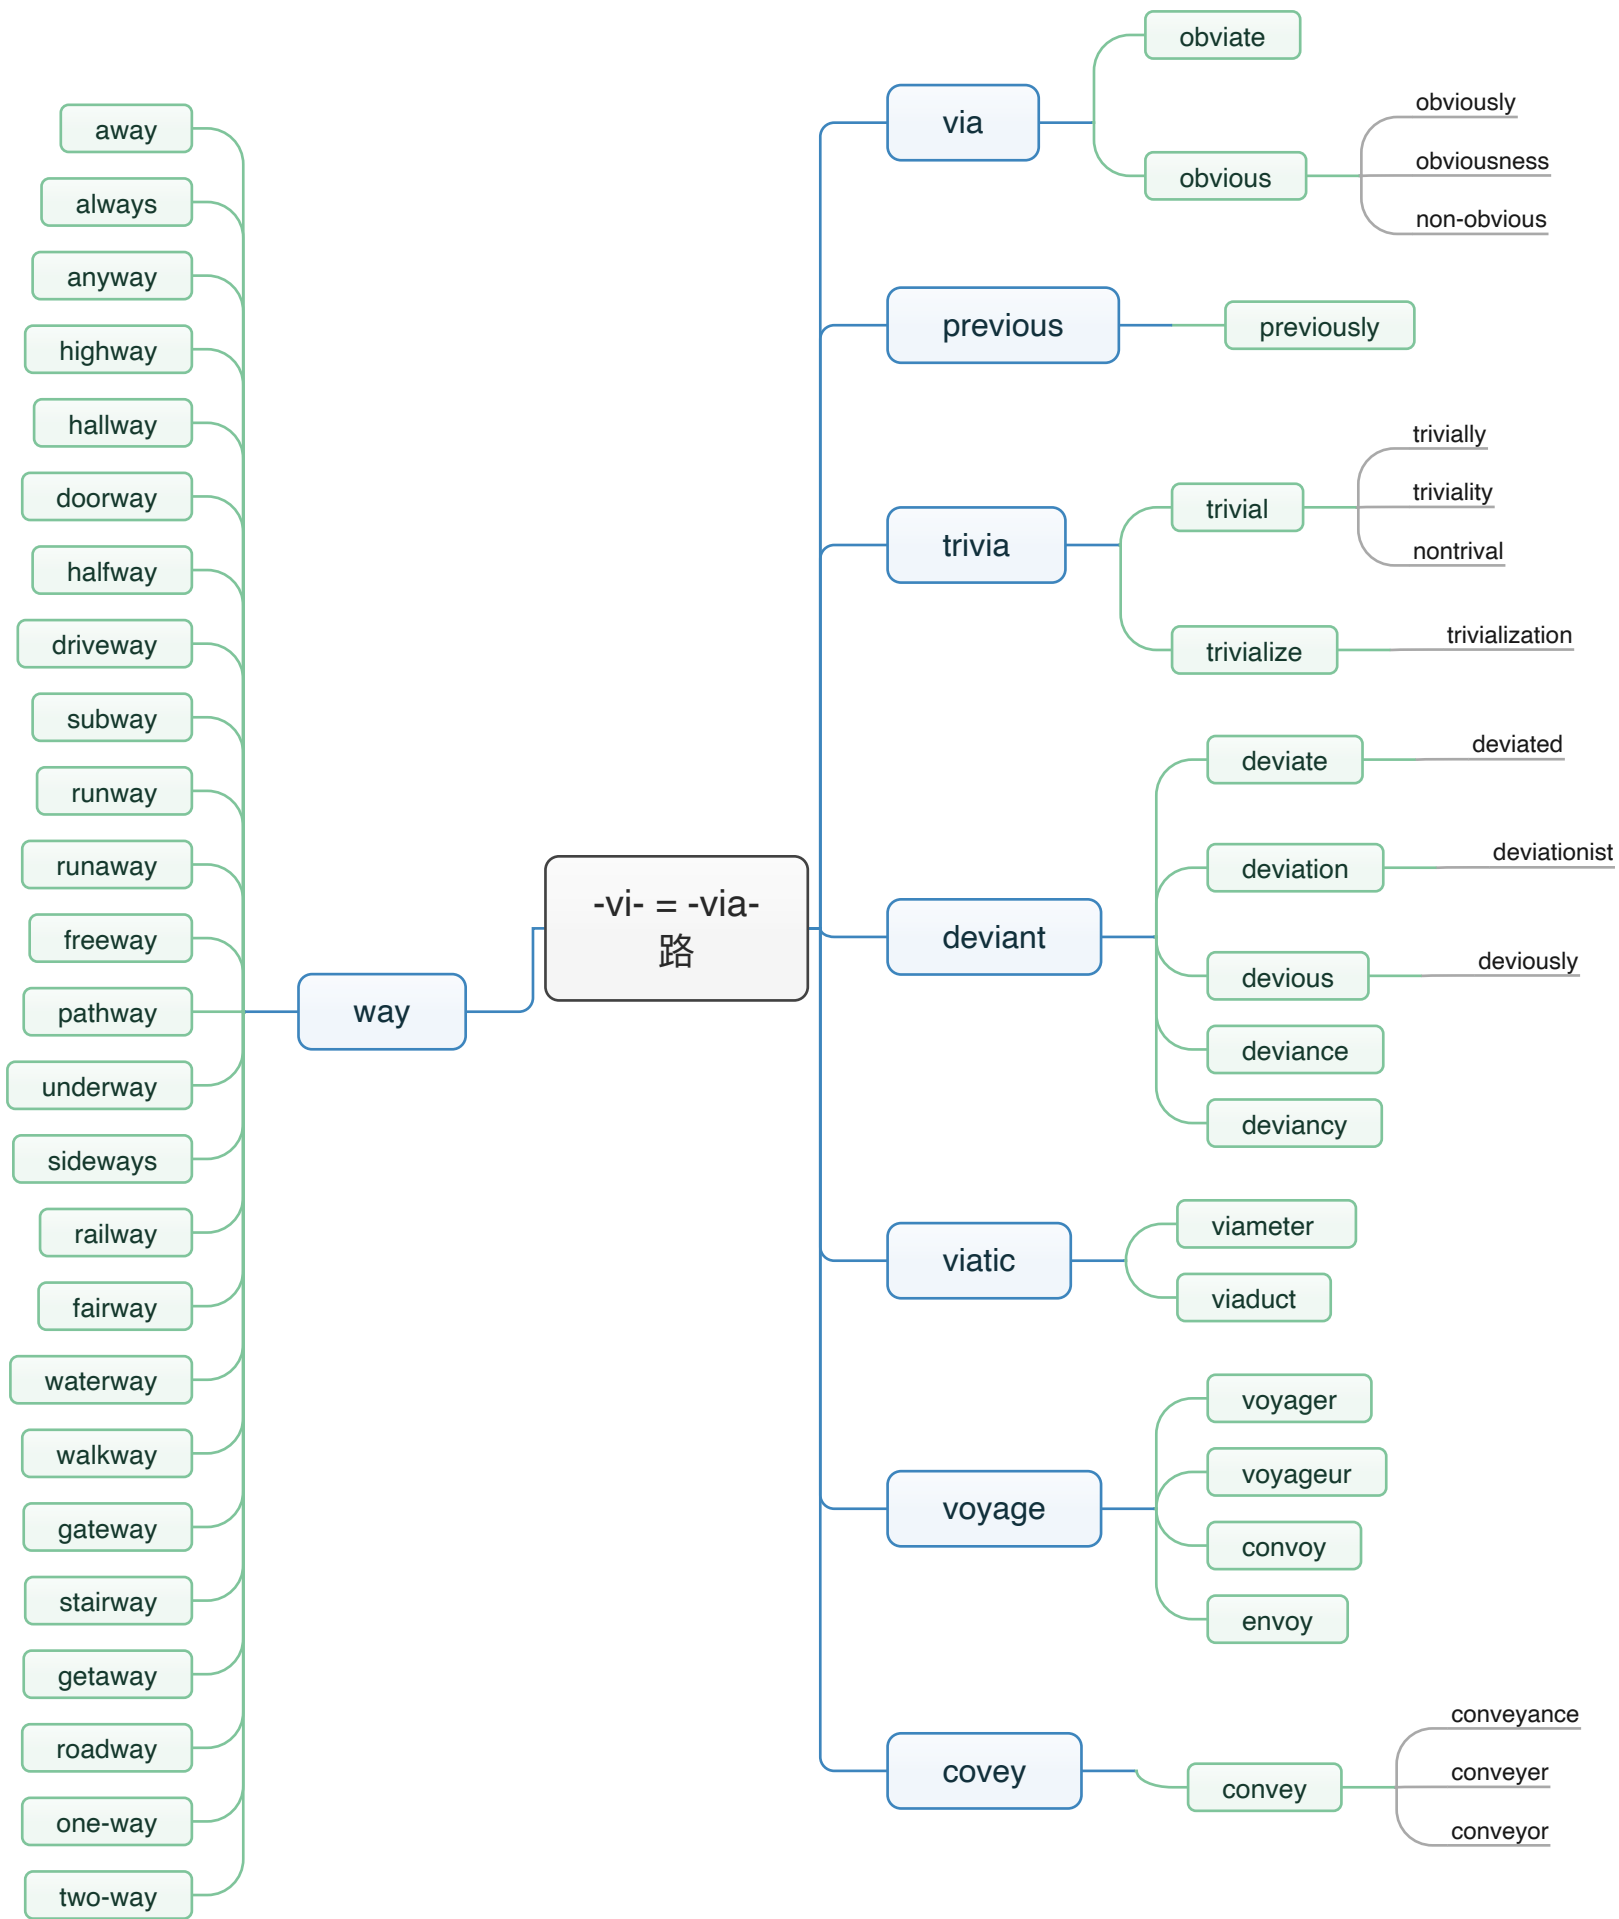 -vi- = -via-
路
via
obviate
obvious
obviously
obviousness
non-obvious
previous
previously
trivia
trivial
trivially
triviality
nontrival
trivialize
trivialization
deviant
deviate
deviated
deviation
deviationist
devious
deviously
deviance
deviancy
viatic
viameter
viaduct
voyage
voyager
voyageur
convoy
envoy
covey
convey
conveyance
conveyer
conveyor
way
away
always
anyway
highway
hallway
doorway
halfway
driveway
subway
runway
runaway
freeway
pathway
underway
sideways
railway
fairway
waterway
walkway
gateway
stairway
getaway
roadway
one-way
two-way